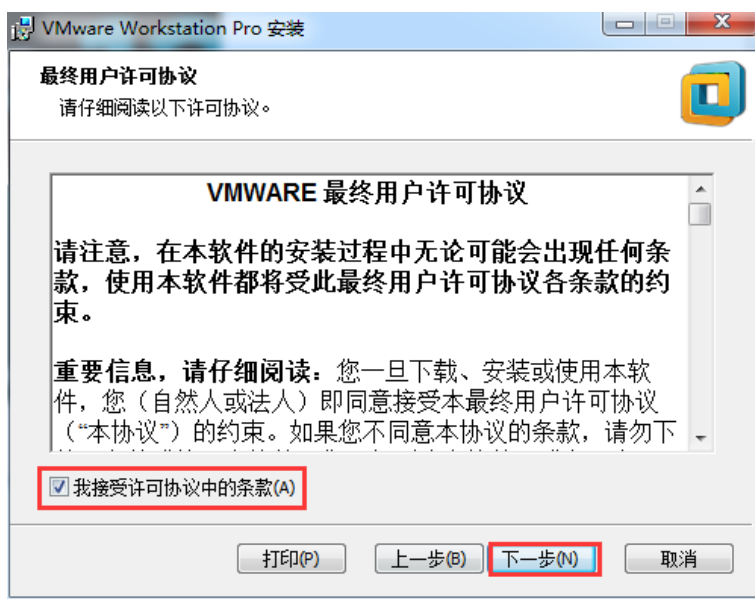 VMware Workstation Pro 安装
最终用户许可协议
请仔细阅读以下许可协议。
VMWARE 最终用户许可协议
请注意，在本软件的安装过程中无论可能会出现任何条
款，使用本软件都将受此最终用户许可协议各条款的约
束。
重要信息，请仔细阅读：您一旦下载、安装或使用本软
件，您（自然人或法人）即同意接受本最终用户许可协议
（“本协议”）的约束。如果您不同意本协议的条款，请勿下
我接受许可协议中的条款(A)
打印(P) 上一步(B) 下一步(N) 取消